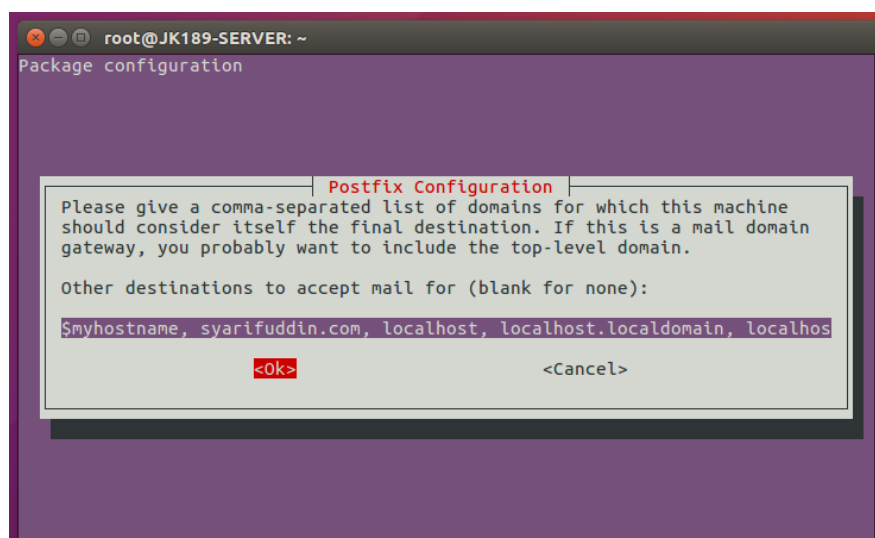 root@JK189-SERVER: ~
Package configuration
Postfix Configuration
Please give a comma-separated list of domains for which this machine
should consider itself the final destination. If this is a mail domain
gateway, you probably want to include the top-level domain.
Other destinations to accept mail for (blank for none):
$myhostname, syarifuddin.com, localhost, localhost.localdomain, localhos
<Ok> <Cancel>